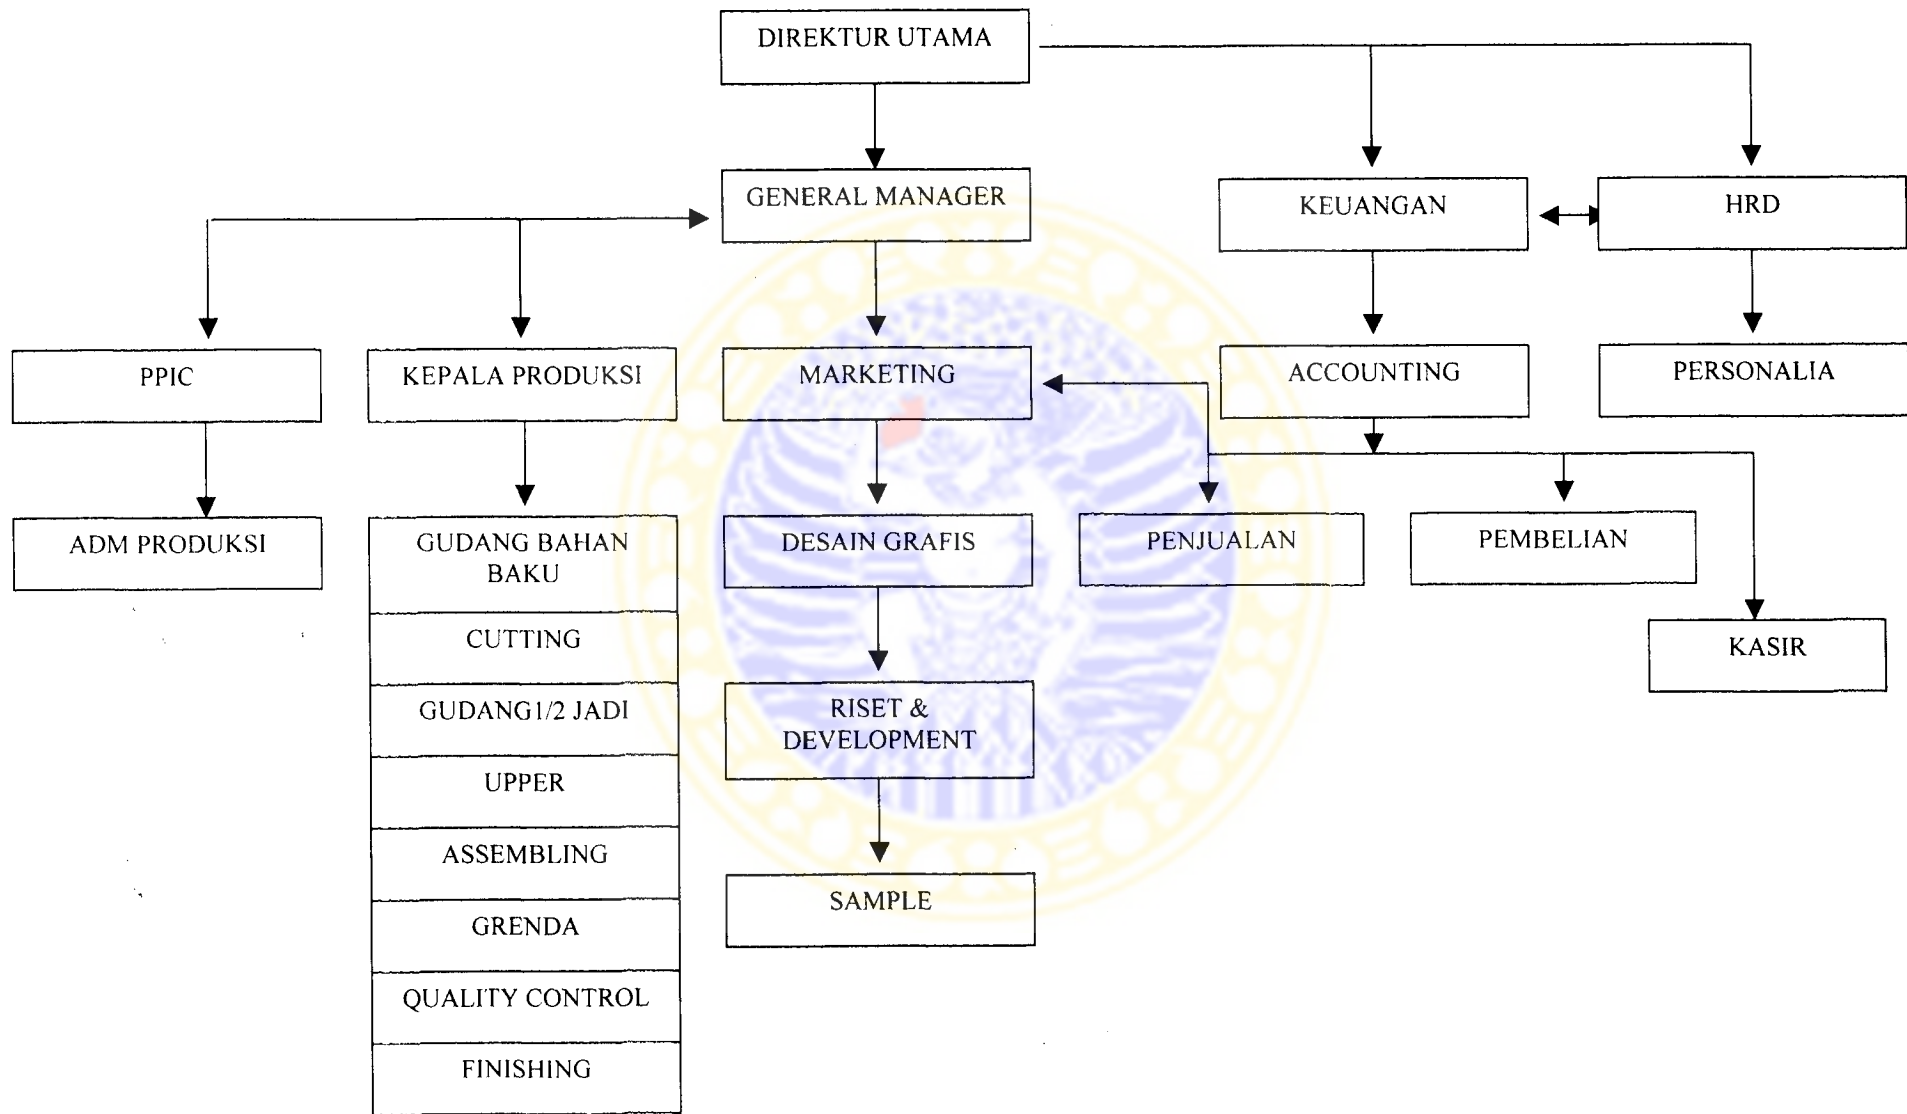 DIREKTUR UTAMA
GENERAL MANAGER
KEUANGAN
HRD
PPIC
KEPALA PRODUKSI
MARKETING
ACCOUNTING
PERSONALIA
ADM PRODUKSI
GUDANG BAHAN
BAKU
DESAIN GRAFIS
PENJUALAN
PEMBELIAN
CUTTING
KASIR
GUDANG1/2 JADI
RISET &
DEVELOPMENT
UPPER
ASSEMBLING
SAMPLE
GRENDA
QUALITY CONTROL
FINISHING